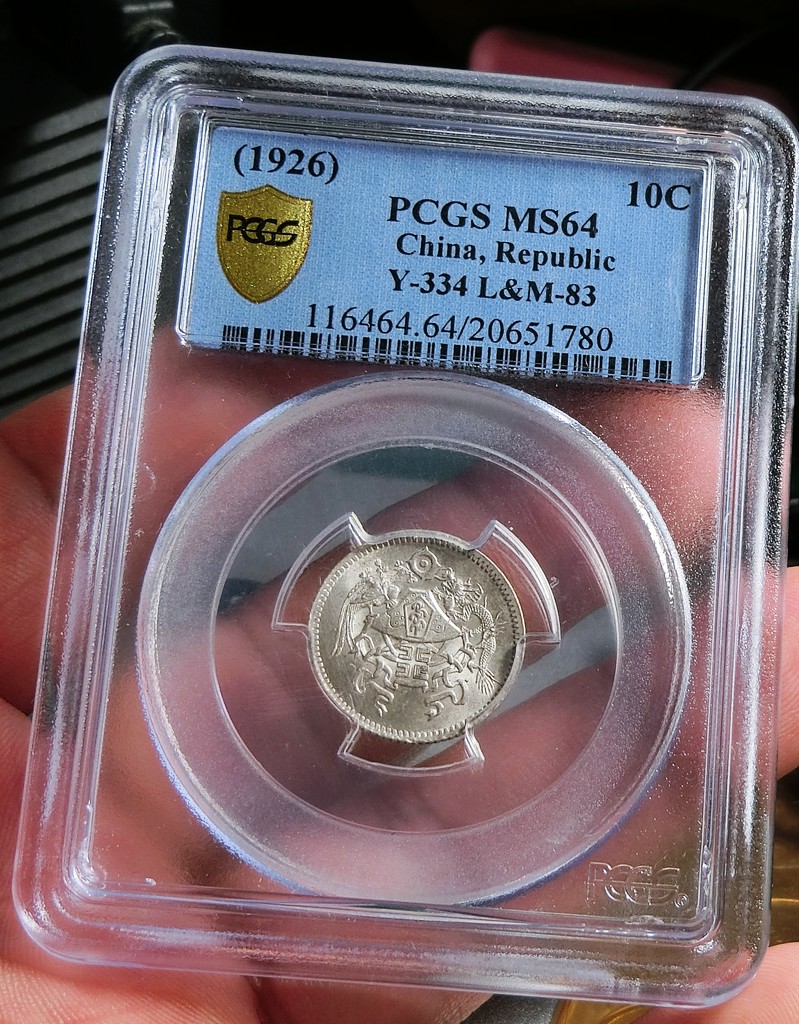 (1926)
10C
PCGS
PCGS MS64
China, Republic
Y-334 L&M-83
116464.64/20651780
PCGS